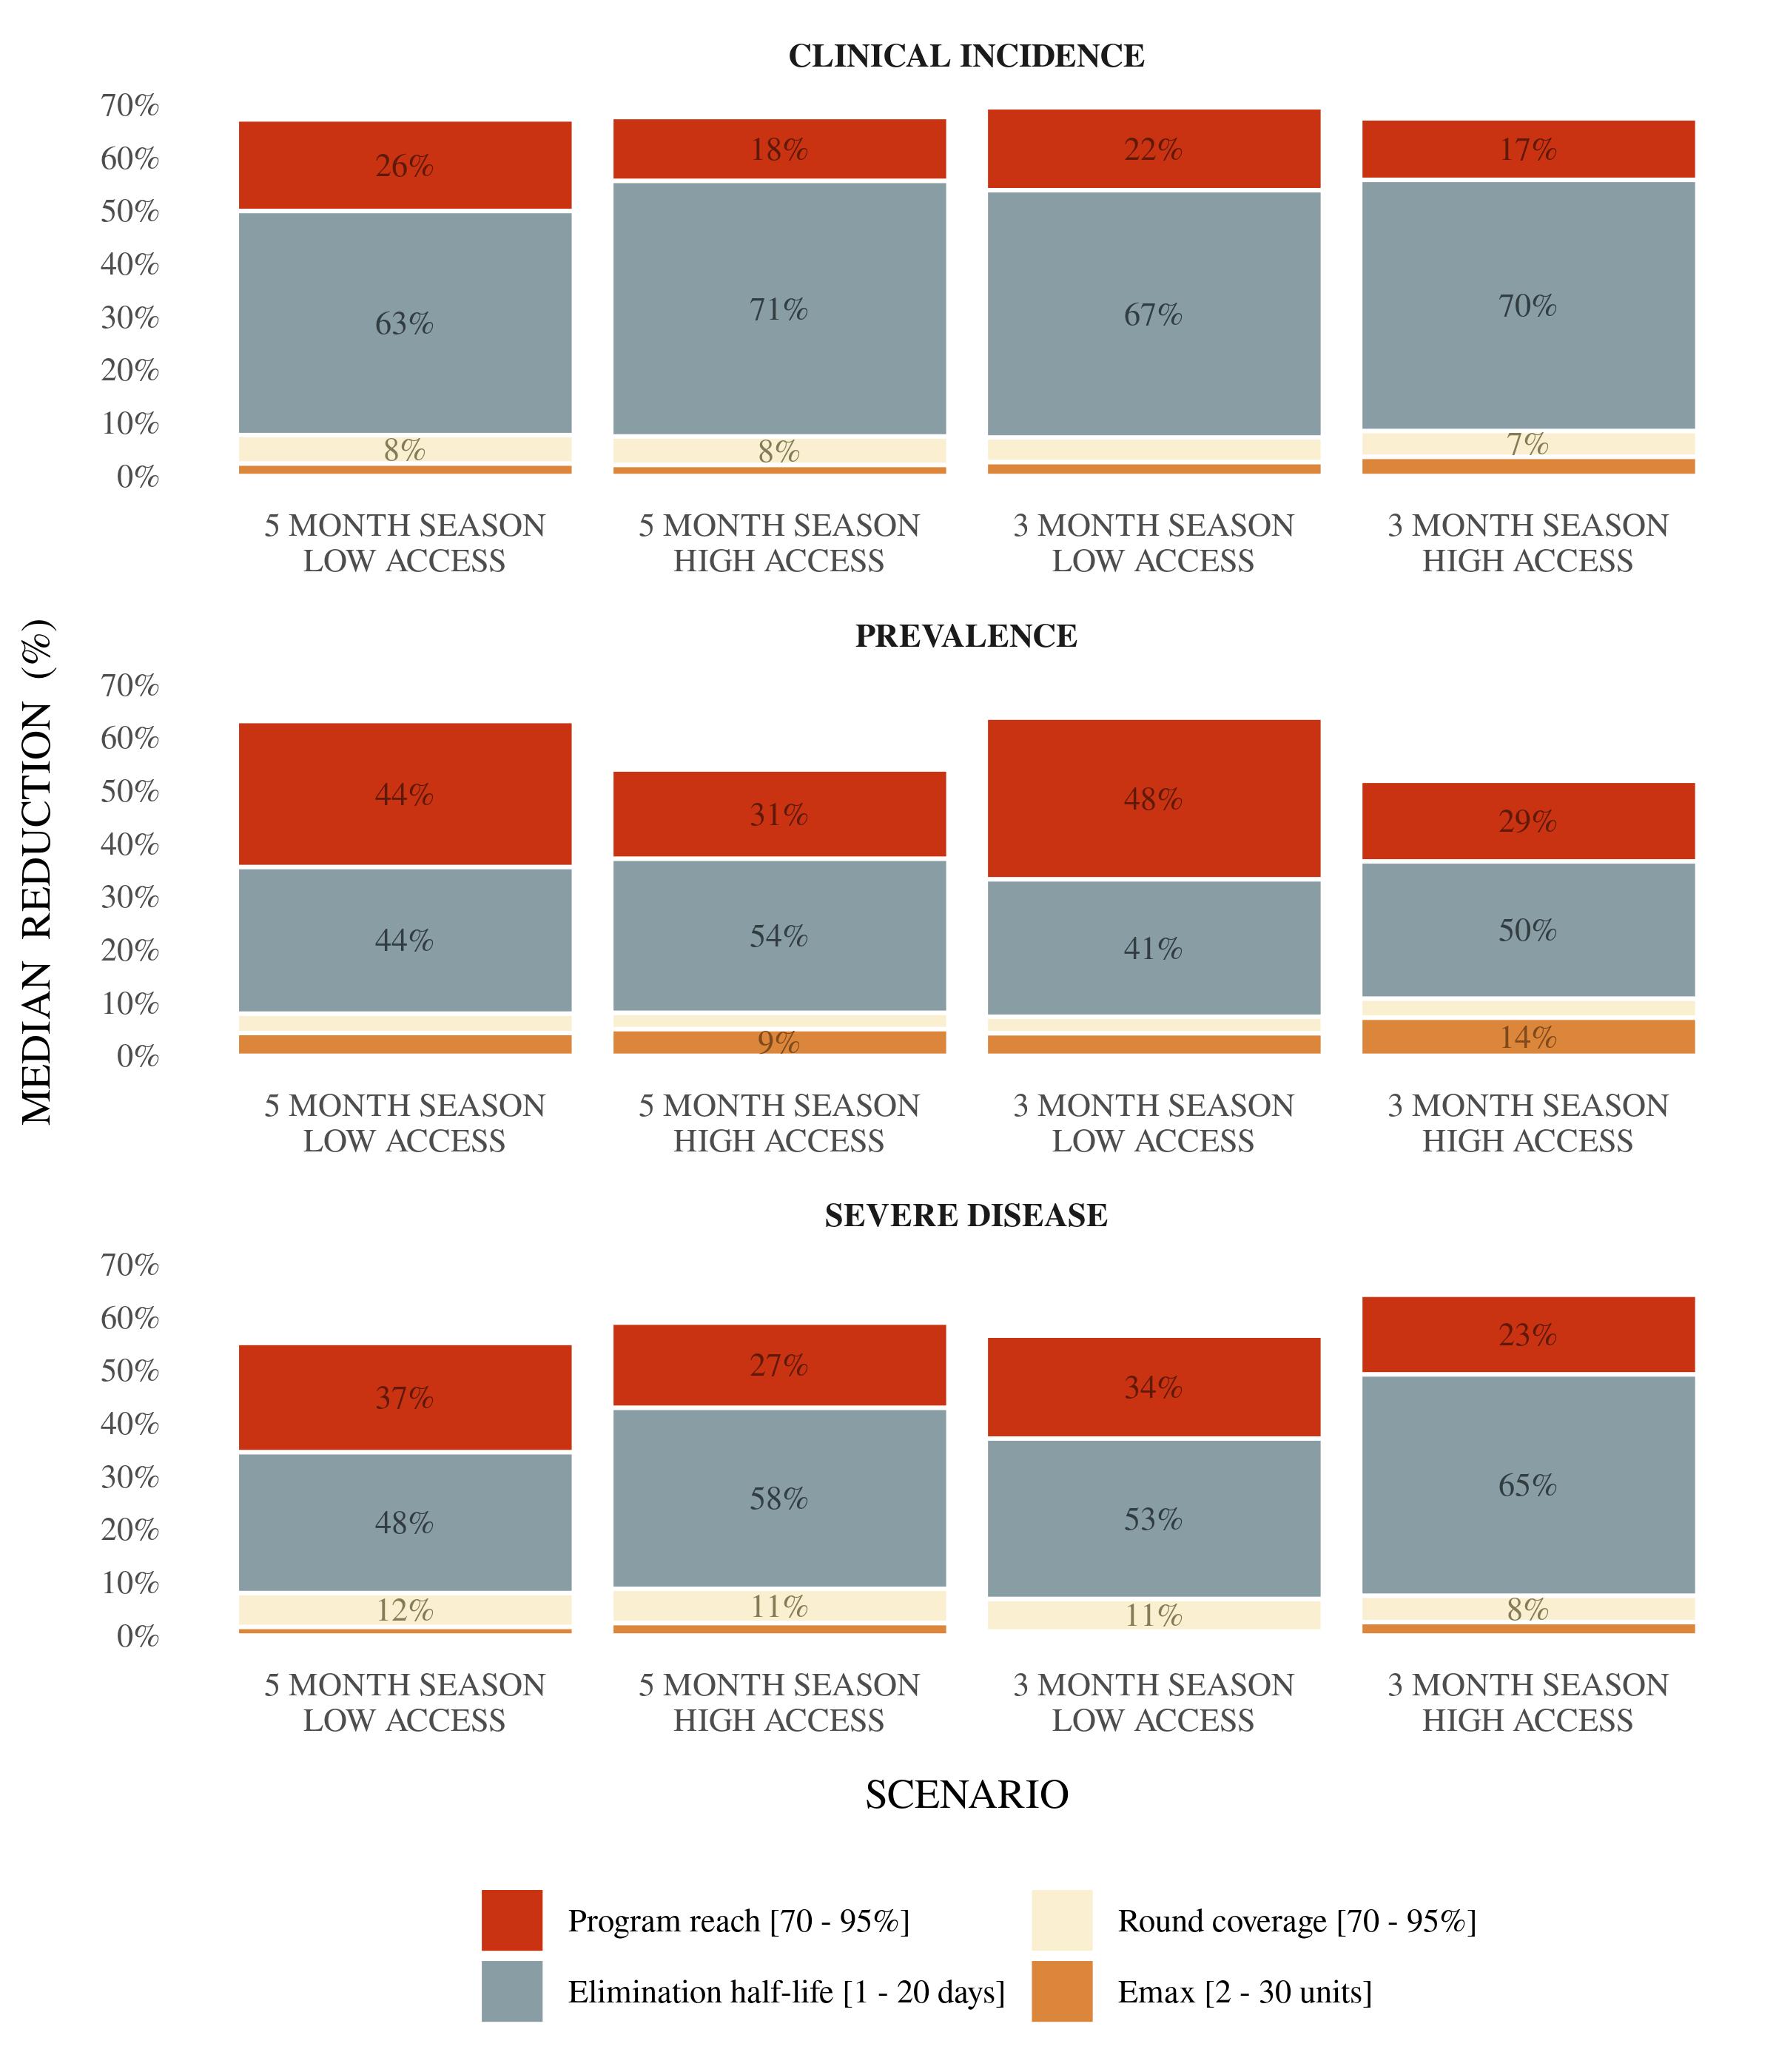 CLINICAL INCIDENCE
70%
60%
50%
40%
30%
20%
10%
0%
26%
18%
22%
17%
63%
71%
67%
70%
8%
8%
7%
5 MONTH SEASON
LOW ACCESS
5 MONTH SEASON
HIGH ACCESS
3 MONTH SEASON
LOW ACCESS
3 MONTH SEASON
HIGH ACCESS
MEDIAN REDUCTION (%)
PREVALENCE
70%
60%
50%
40%
30%
20%
10%
0%
44%
31%
48%
29%
44%
54%
41%
50%
9%
14%
5 MONTH SEASON
LOW ACCESS
5 MONTH SEASON
HIGH ACCESS
3 MONTH SEASON
LOW ACCESS
3 MONTH SEASON
HIGH ACCESS
SEVERE DISEASE
70%
60%
50%
40%
30%
20%
10%
0%
37%
27%
34%
23%
48%
58%
53%
65%
12%
11%
11%
8%
5 MONTH SEASON
LOW ACCESS
5 MONTH SEASON
HIGH ACCESS
3 MONTH SEASON
LOW ACCESS
3 MONTH SEASON
HIGH ACCESS
SCENARIO
Program reach [70 - 95%]
Round coverage [70 - 95%]
Elimination half-life [1 - 20 days]
Emax [2 - 30 units]